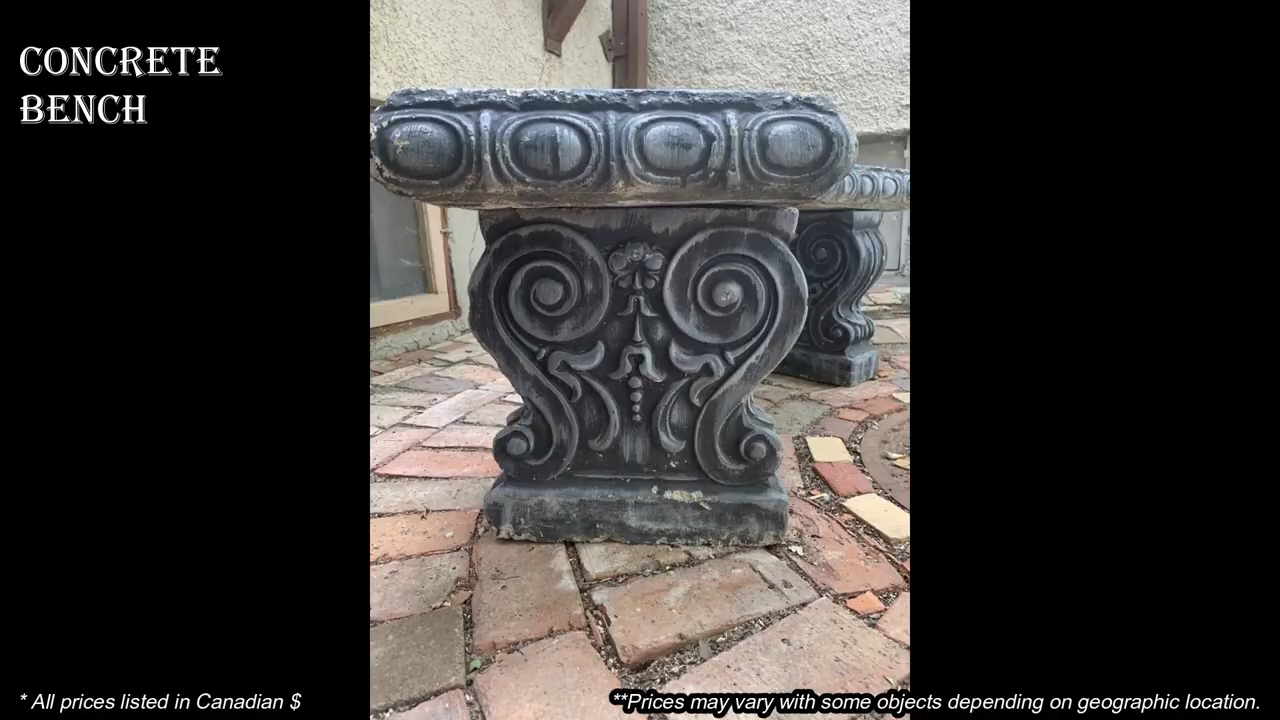 CONCRETE
BENCH
* All prices listed in Canadian $
**Prices may vary with some objects depending on geographic location.